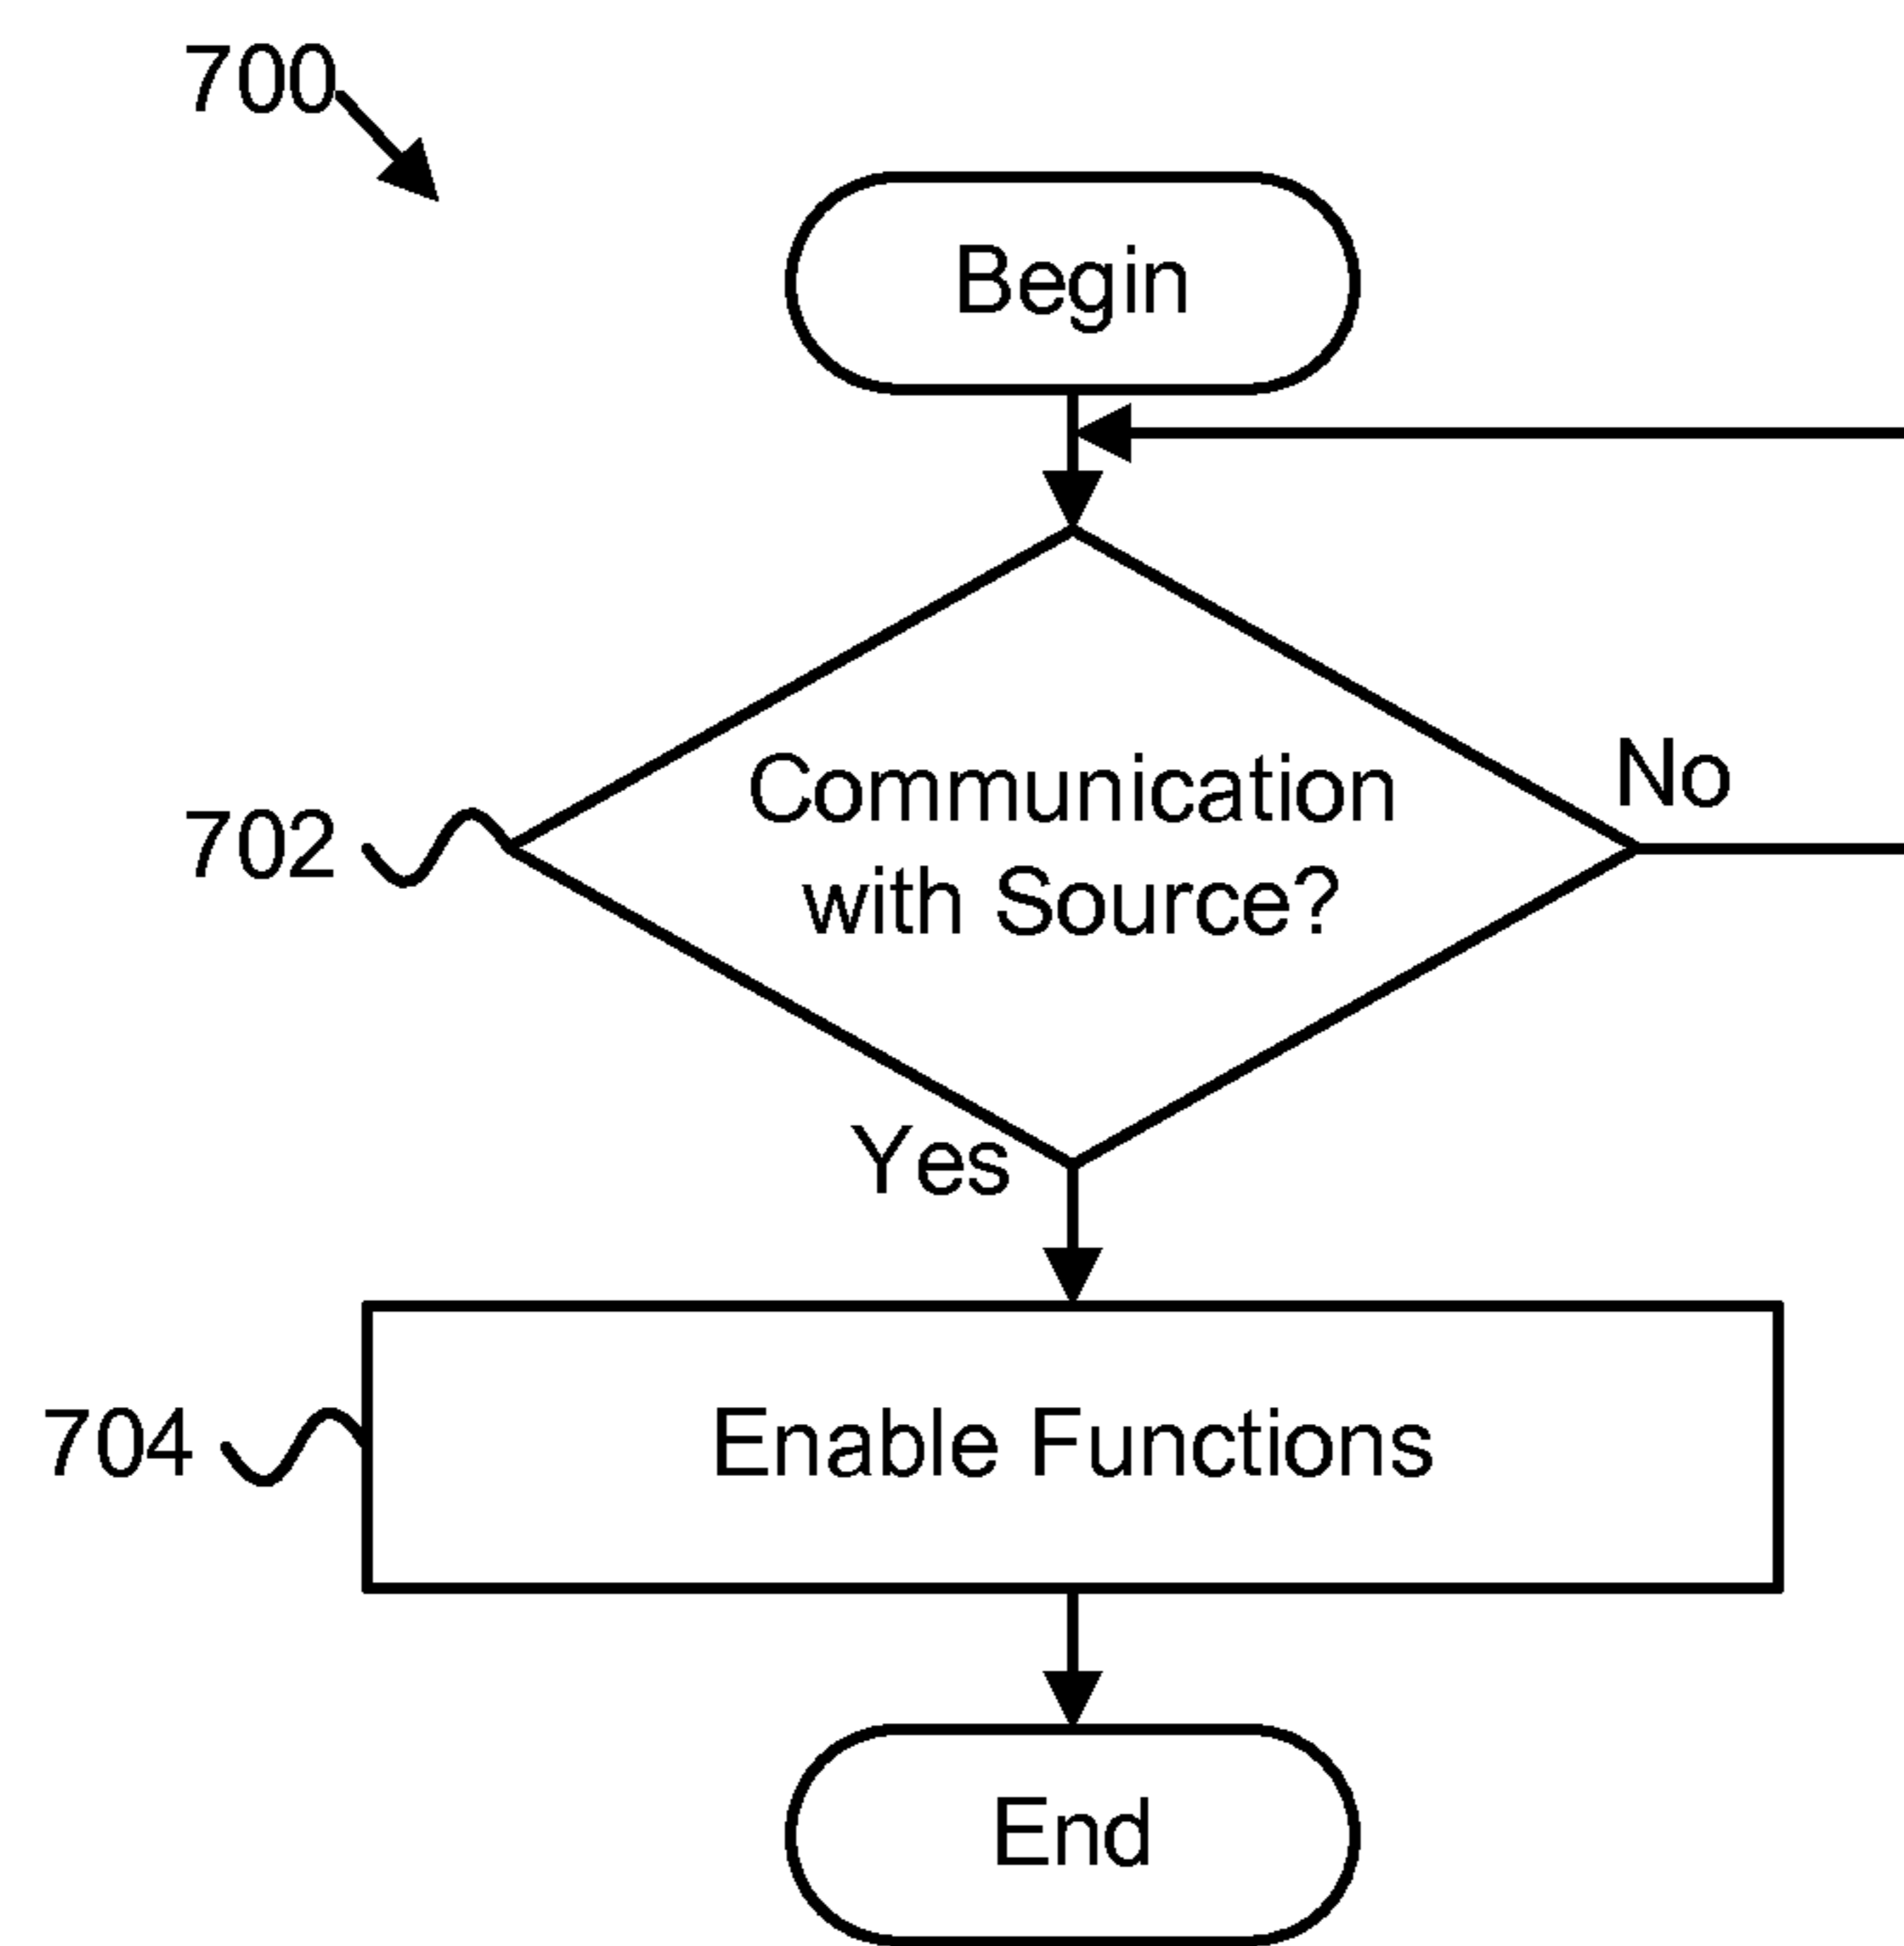 700
Begin
Communication
with Source?
No
702
Yes
704
Enable Functions
End